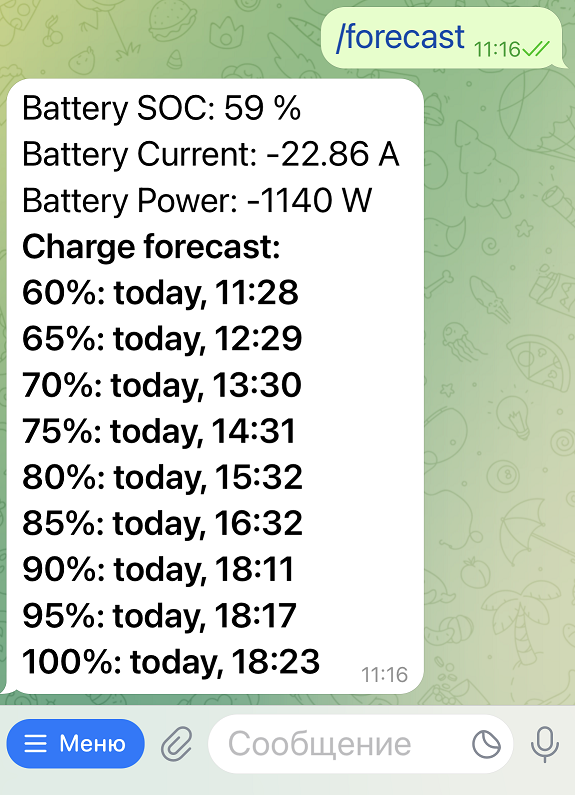 /forecast 11:16
Battery SOC: 59 %
Battery Current: -22.86 A
Battery Power: -1140 W
Charge forecast:
60%: today, 11:28
65%: today, 12:29
70%: today, 13:30
75%: today, 14:31
80%: today, 15:32
85%: today, 16:32
90%: today, 18:11
95%: today, 18:17
100%: today, 18:23
11:16
Меню Сообщение